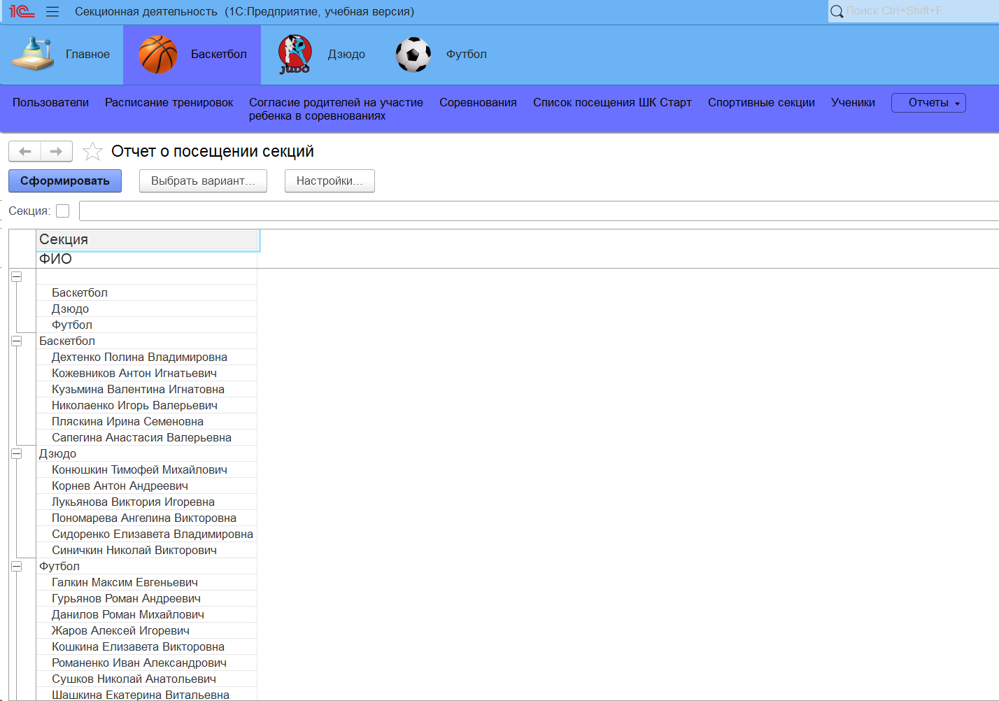 1С Секционная деятельность (1С:Предприятие, учебная версия) Поиск Ctrl+Shift+F
Главное Баскетбол JUDO Дзюдо Футбол
Пользователи Расписание тренировок Согласие родителей на участие Соревнования Список посещения ШК Старт Спортивные секции Ученики Отчеты
ребенка в соревнованиях
Отчет о посещении секций
Сформировать Выбрать вариант... Настройки...
Секция:
Секция
ФИО
Баскетбол
Дзюдо
Футбол
Баскетбол
Дехтенко Полина Владимировна
Кожевников Антон Игнатьевич
Кузьмина Валентина Игнатовна
Николаенко Игорь Валерьевич
Пляскина Ирина Семеновна
Сапегина Анастасия Валерьевна
Дзюдо
Конюшкин Тимофей Михайлович
Корнев Антон Андреевич
Лукьянова Виктория Игоревна
Пономарева Ангелина Викторовна
Сидоренко Елизавета Владимировна
Синичкин Николай Викторович
Футбол
Галкин Максим Евгеньевич
Гурьянов Роман Андреевич
Данилов Роман Михайлович
Жаров Алексей Игоревич
Кошкина Елизавета Викторовна
Романенко Иван Александрович
Сушков Николай Анатольевич
Шашкина Екатерина Витальевна